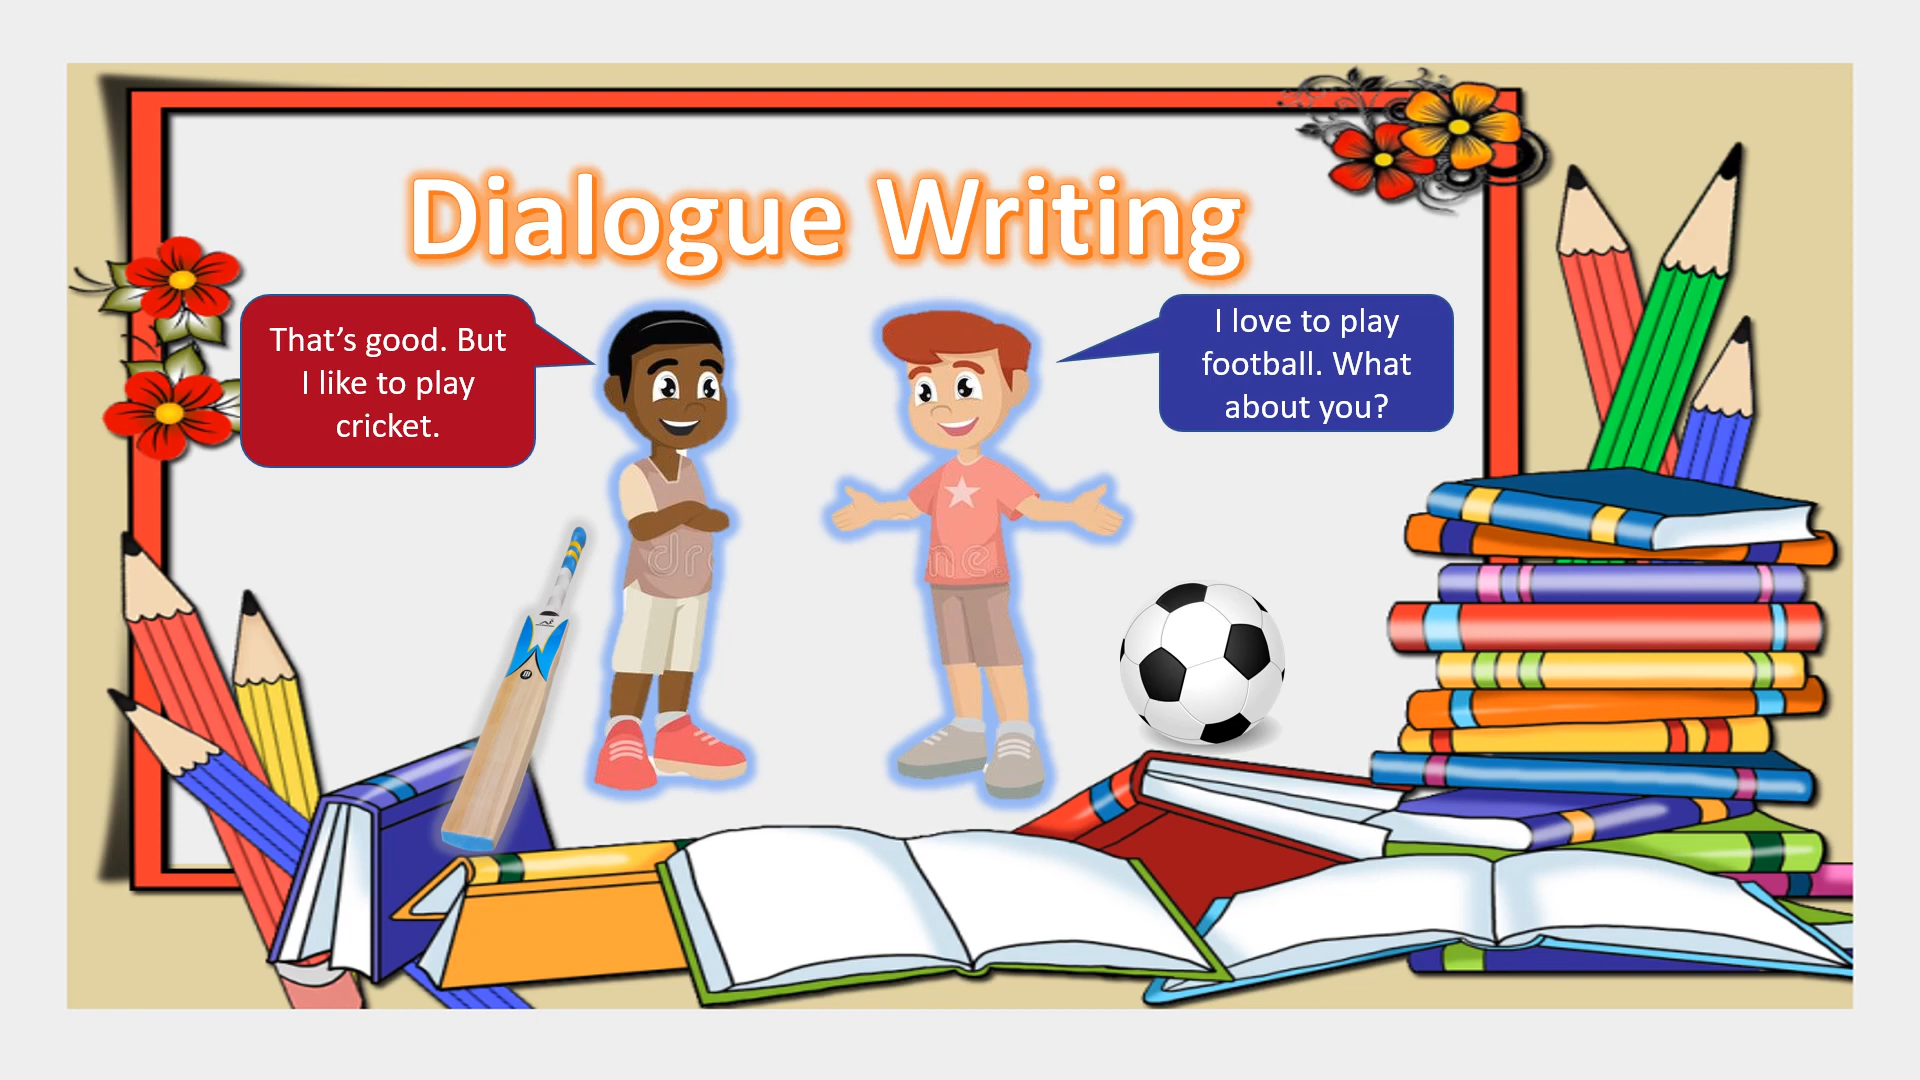 Dialogue Writing
That’s good. But
I like to play
cricket.
I love to play
football. What
about you?